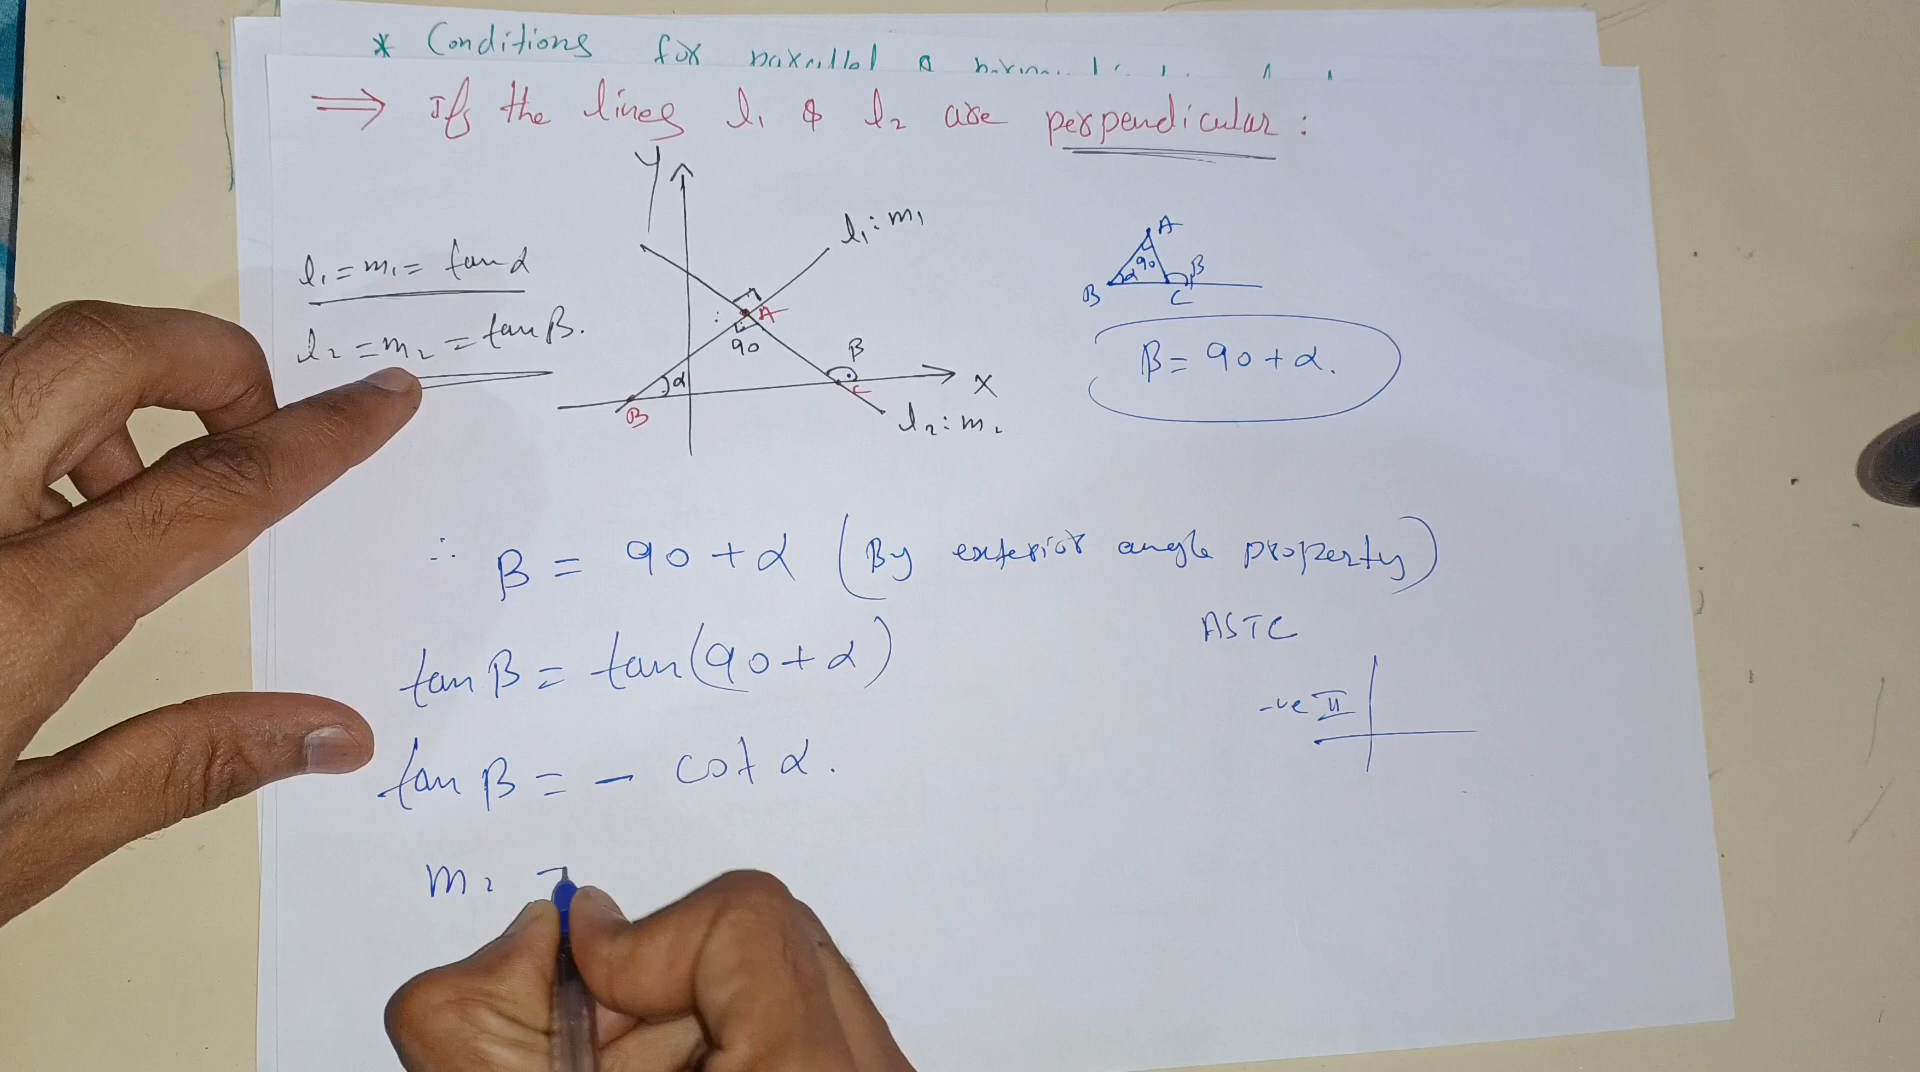 * Conditions for parallel &
⇒ If the lines l₁ & l₂ are perpendicular:
Y
l₁ : m₁
l₁ = m₁ = tan α
l₂ = m₂ = tan β.
A
90
α
B
β
C
X
l₂ : m₂
A
90
α
β
B
C
β = 90 + α.
∴ β = 90 + α (By exterior angle property)
ASTC
tan β = tan(90 + α)
-ve II
tan β = - cot α.
m₂